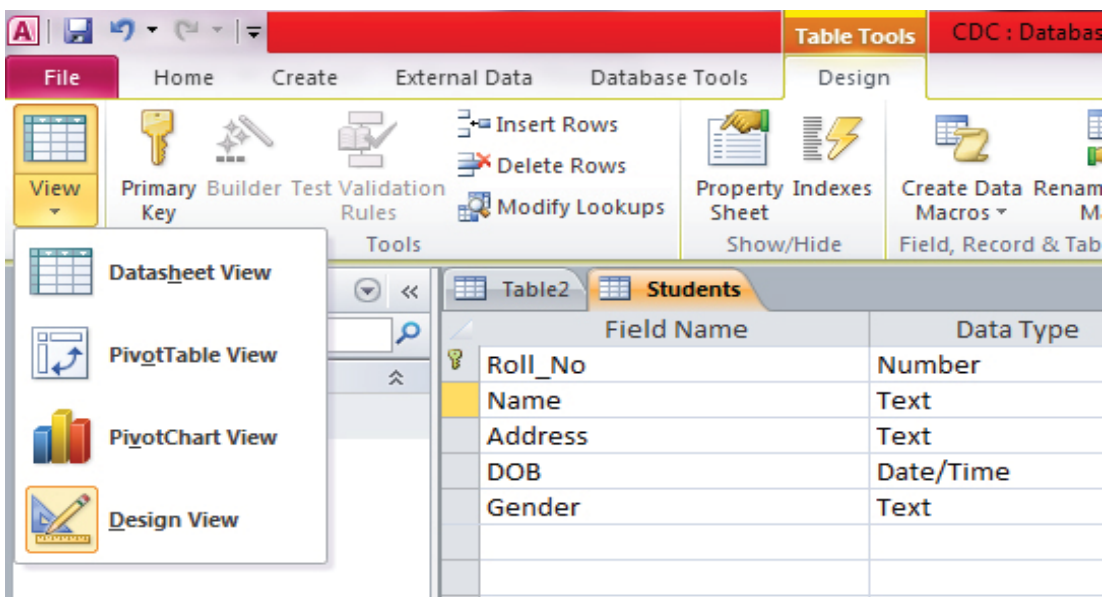 A
Table Tools
CDC : Databas
File Home Create External Data Database Tools Design
View
Primary Key
Builder
Test Validation Rules
Insert Rows
Delete Rows
Modify Lookups
Tools
Property Sheet
Indexes
Show/Hide
Create Data Macros
Renam
M
Field, Record & Tab
Datasheet View
PivotTable View
PivotChart View
Design View
Table2 Students
Field Name Data Type
Roll_No Number
Name Text
Address Text
DOB Date/Time
Gender Text